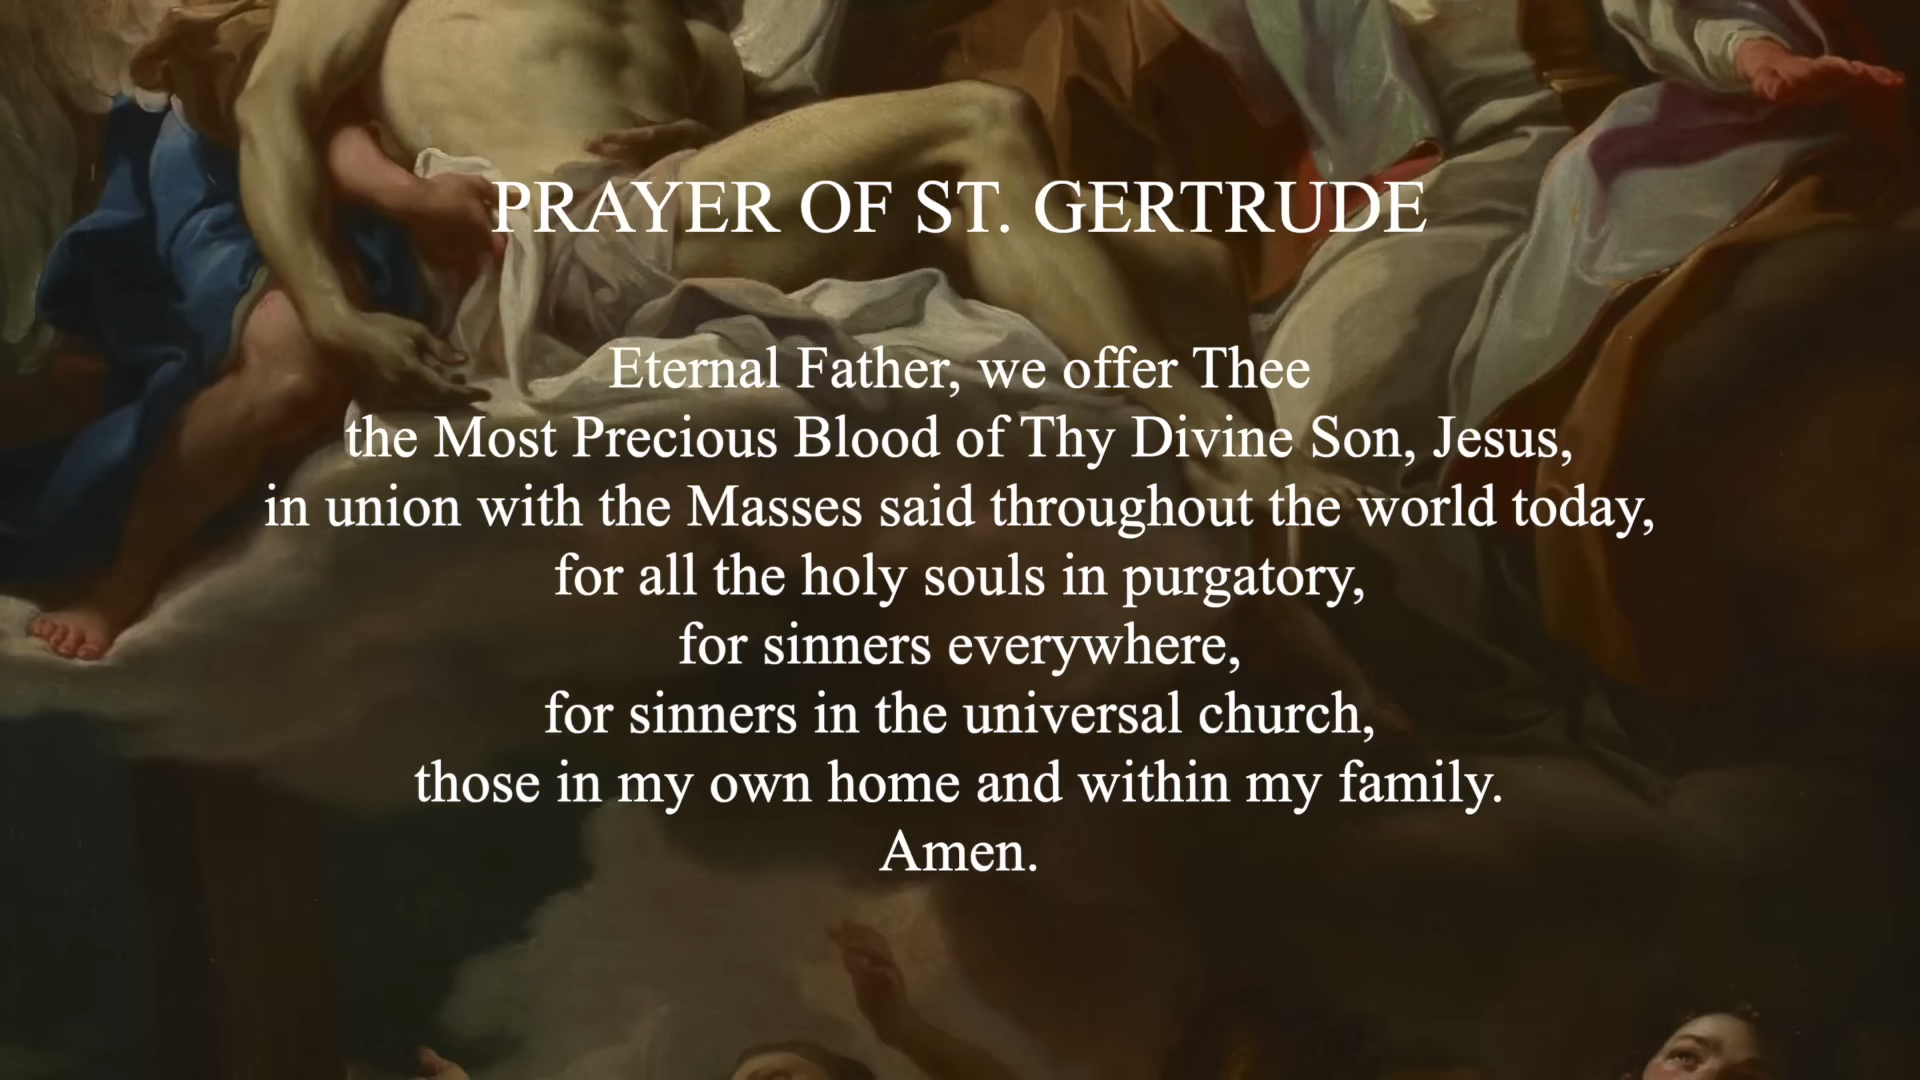 PRAYER OF ST. GERTRUDE
Eternal Father, we offer Thee
the Most Precious Blood of Thy Divine Son, Jesus,
in union with the Masses said throughout the world today,
for all the holy souls in purgatory,
for sinners everywhere,
for sinners in the universal church,
those in my own home and within my family.
Amen.